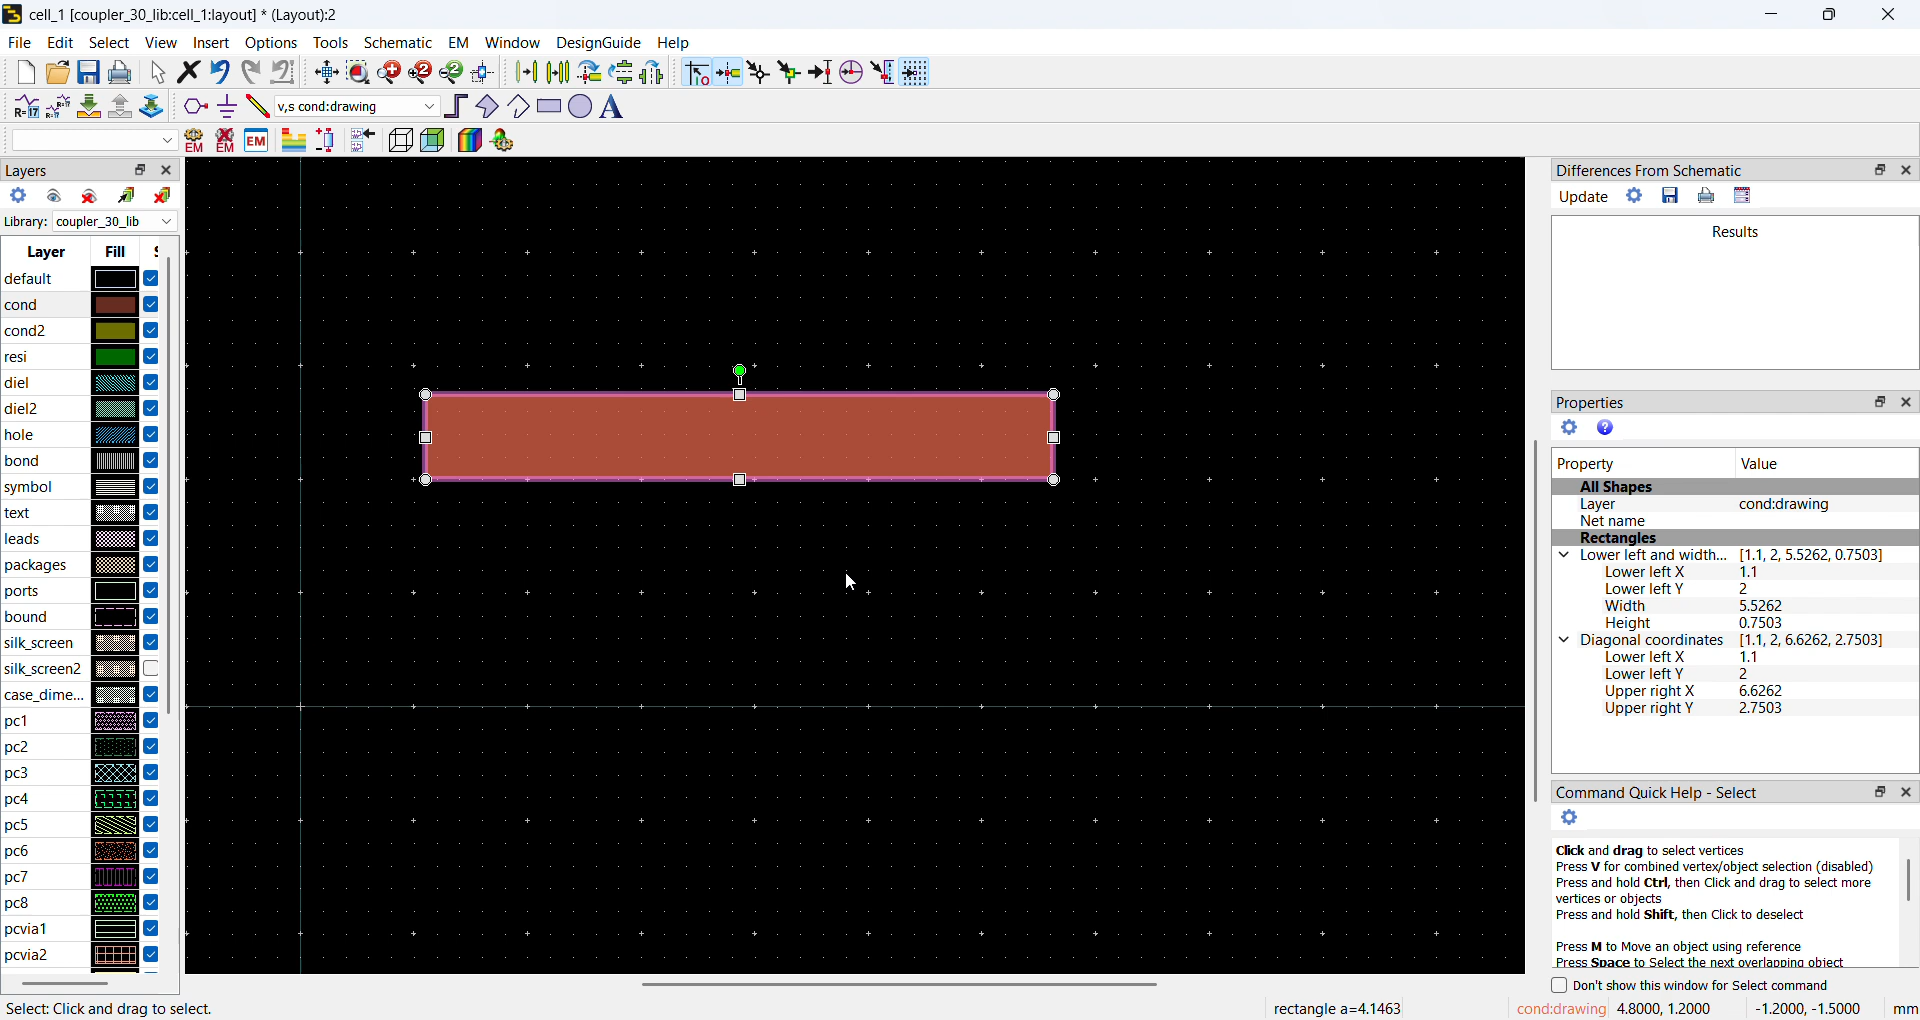 cell_1 [coupler_30_lib:cell_1:layout] * (Layout):2
File Edit Select View Insert Options Tools Schematic EM Window DesignGuide Help
v,s cond:drawing
EM EM EM
Layers
Library: coupler_30_lib
Layer Fill
default
cond
cond2
resi
diel
diel2
hole
bond
symbol
text
leads
packages
ports
bound
silk_screen
silk_screen2
case_dime...
pc1
pc2
pc3
pc4
pc5
pc6
pc7
pc8
pcvia1
pcvia2
Differences From Schematic
Update
Results
Properties
Property Value
All Shapes
Layer cond:drawing
Net name
Rectangles
Lower left and width... [1.1, 2, 5.5262, 0.7503]
Lower left X 1.1
Lower left Y 2
Width 5.5262
Height 0.7503
Diagonal coordinates [1.1, 2, 6.6262, 2.7503]
Lower left X 1.1
Lower left Y 2
Upper right X 6.6262
Upper right Y 2.7503
Command Quick Help - Select
Click and drag to select vertices
Press V for combined vertex/object selection (disabled)
Press and hold Ctrl, then Click and drag to select more
vertices or objects
Press and hold Shift, then Click to deselect
Press M to Move an object using reference
Press Space to Select the next overlapping object
Don't show this window for Select command
Select: Click and drag to select. rectangle a=4.1463 cond:drawing 4.8000, 1.2000 -1.2000, -1.5000 mm